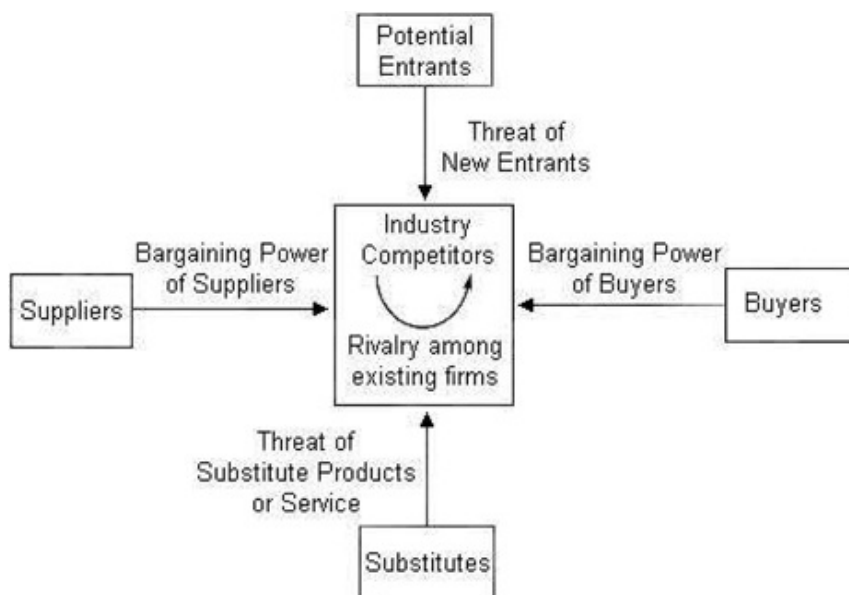 Potential
Entrants
Threat of
New Entrants
Industry
Competitors
Bargaining Power
of Suppliers
Bargaining Power
of Buyers
Suppliers
Buyers
Rivalry among
existing firms
Threat of
Substitute Products
or Service
Substitutes